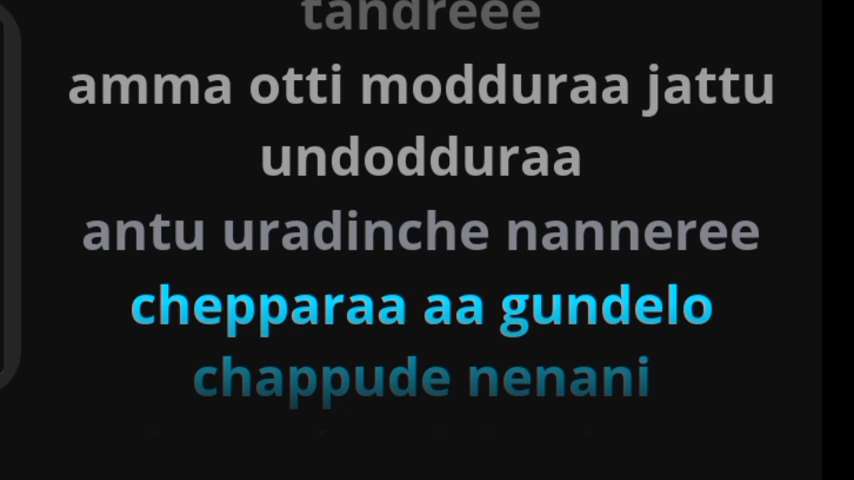 tandreee
amma otti modduraa jattu
undodduraa
antu uradinche nanneree
chepparaa aa gundelo
chappude nenani